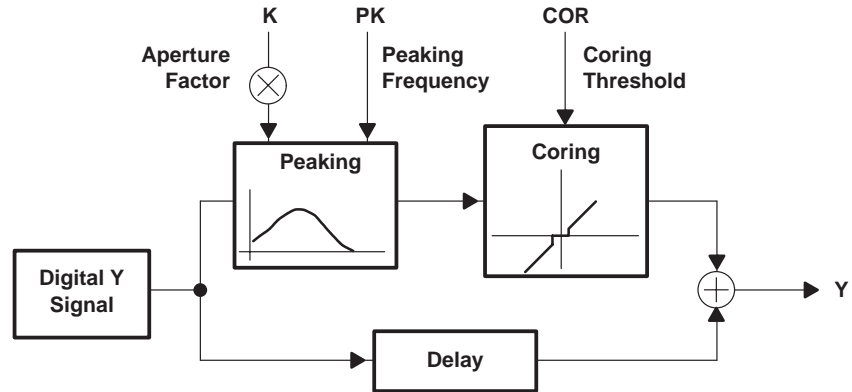 K
PK
COR
Aperture
Factor
Peaking
Frequency
Coring
Threshold
Peaking
Coring
Digital Y
Signal
Y
Delay